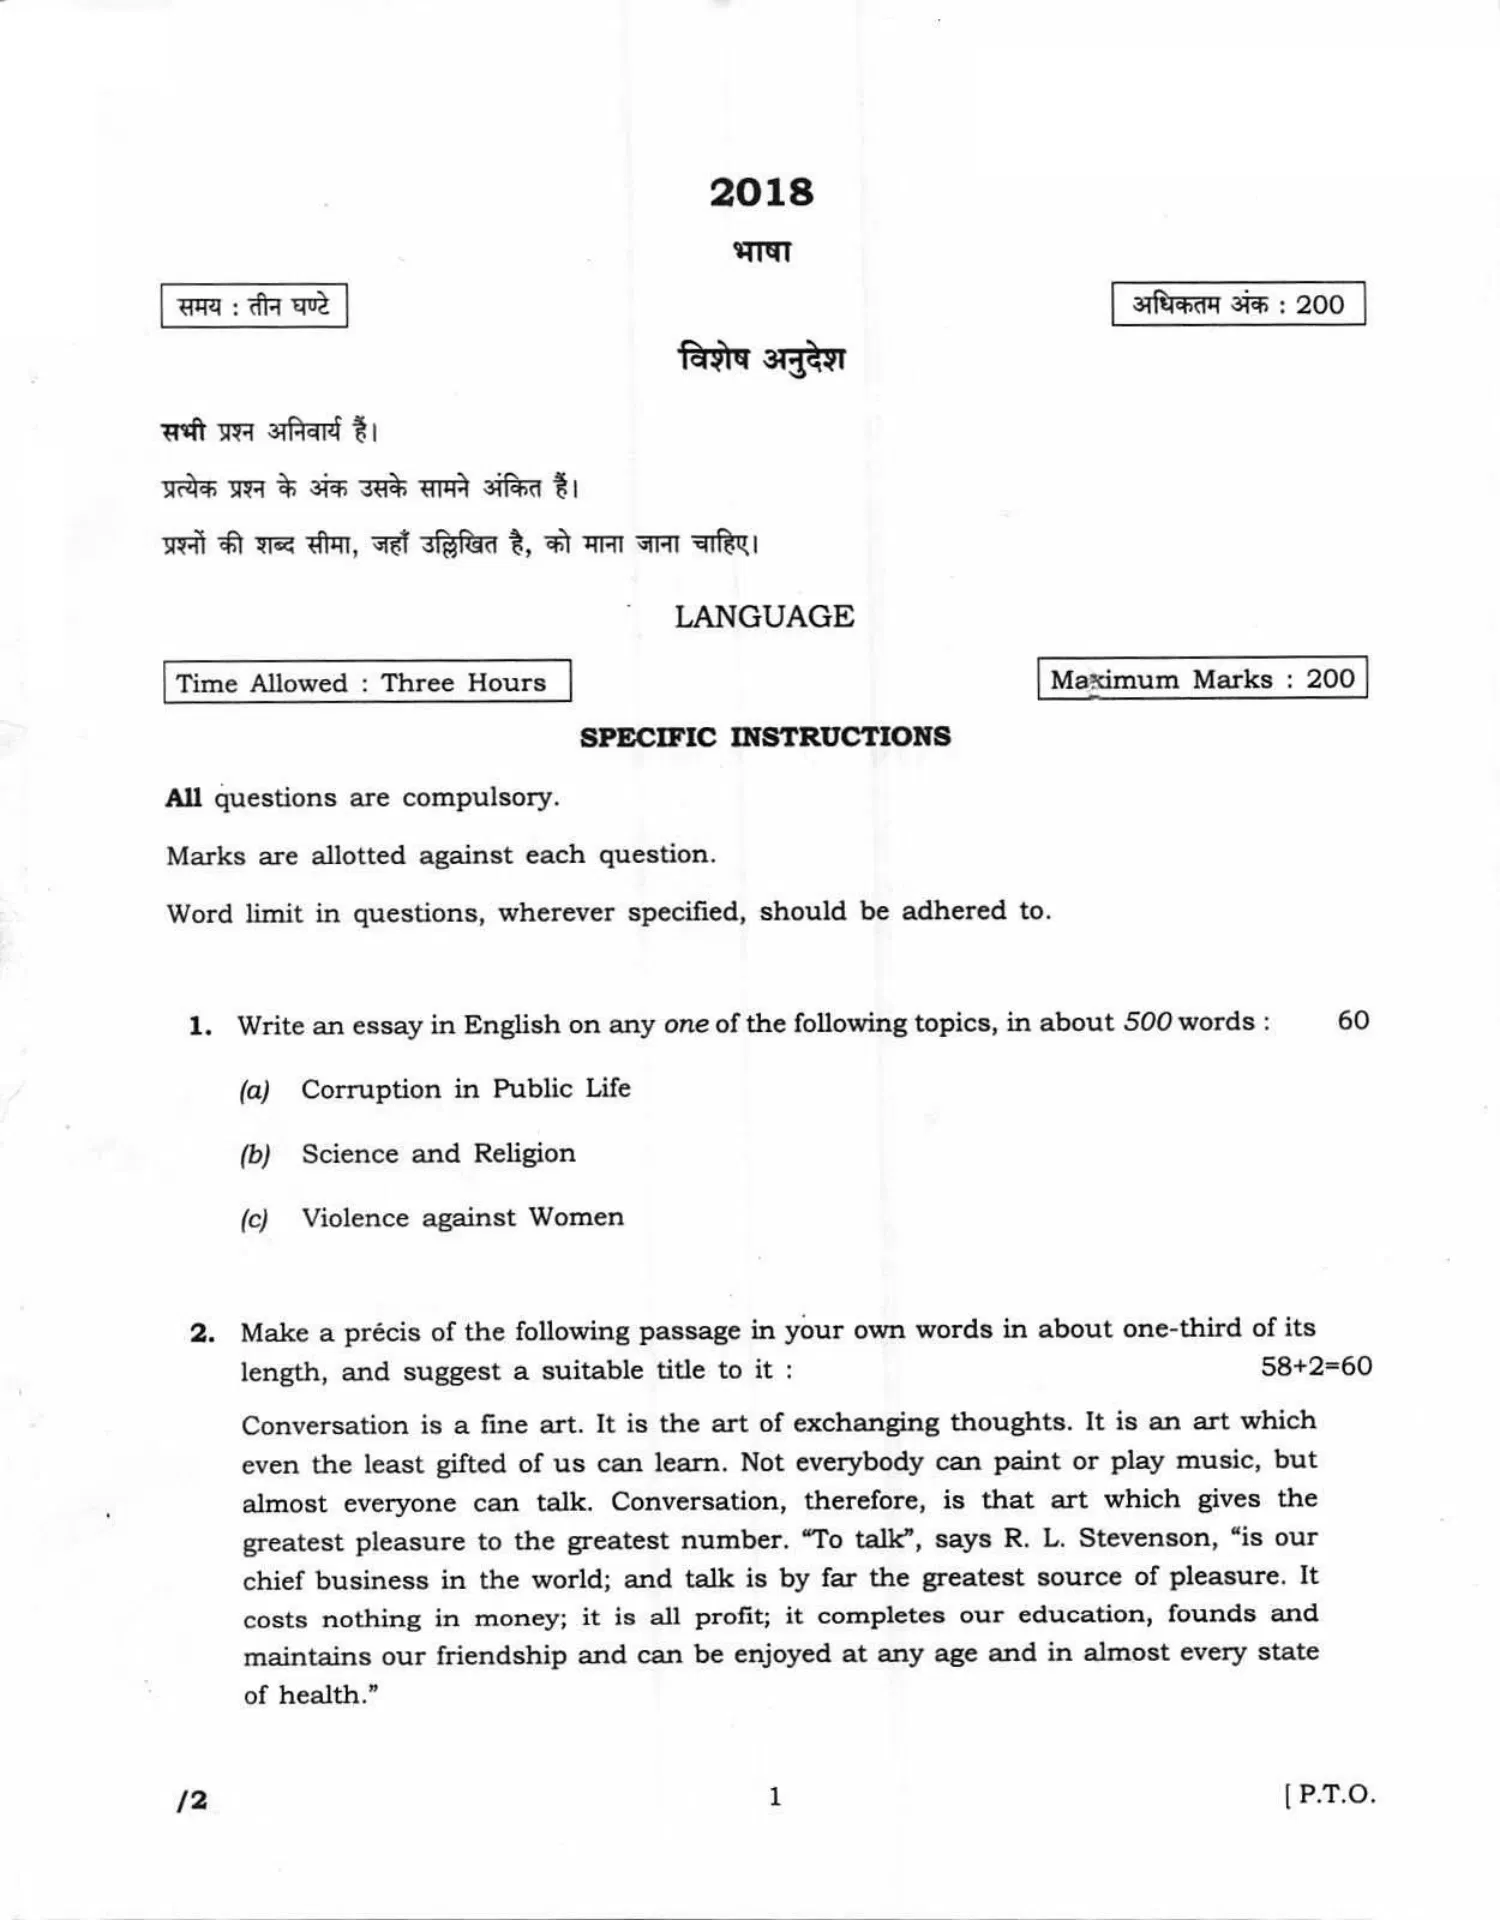 2018
भाषा
समय : तीन घण्टे
अधिकतम अंक : 200
विशेष अनुदेश
सभी प्रश्न अनिवार्य हैं।
प्रत्येक प्रश्न के अंक उसके सामने अंकित हैं।
प्रश्नों की शब्द सीमा, जहाँ उल्लिखित है, को माना जाना चाहिए।
LANGUAGE
Time Allowed : Three Hours
Maximum Marks : 200
SPECIFIC INSTRUCTIONS
All questions are compulsory.
Marks are allotted against each question.
Word limit in questions, wherever specified, should be adhered to.
1. Write an essay in English on any one of the following topics, in about 500 words : 60
(a) Corruption in Public Life
(b) Science and Religion
(c) Violence against Women
2. Make a précis of the following passage in your own words in about one-third of its
length, and suggest a suitable title to it : 58+2=60
Conversation is a fine art. It is the art of exchanging thoughts. It is an art which
even the least gifted of us can learn. Not everybody can paint or play music, but
almost everyone can talk. Conversation, therefore, is that art which gives the
greatest pleasure to the greatest number. “To talk”, says R. L. Stevenson, “is our
chief business in the world; and talk is by far the greatest source of pleasure. It
costs nothing in money; it is all profit; it completes our education, founds and
maintains our friendship and can be enjoyed at any age and in almost every state
of health.”
/2
1
[ P.T.O.